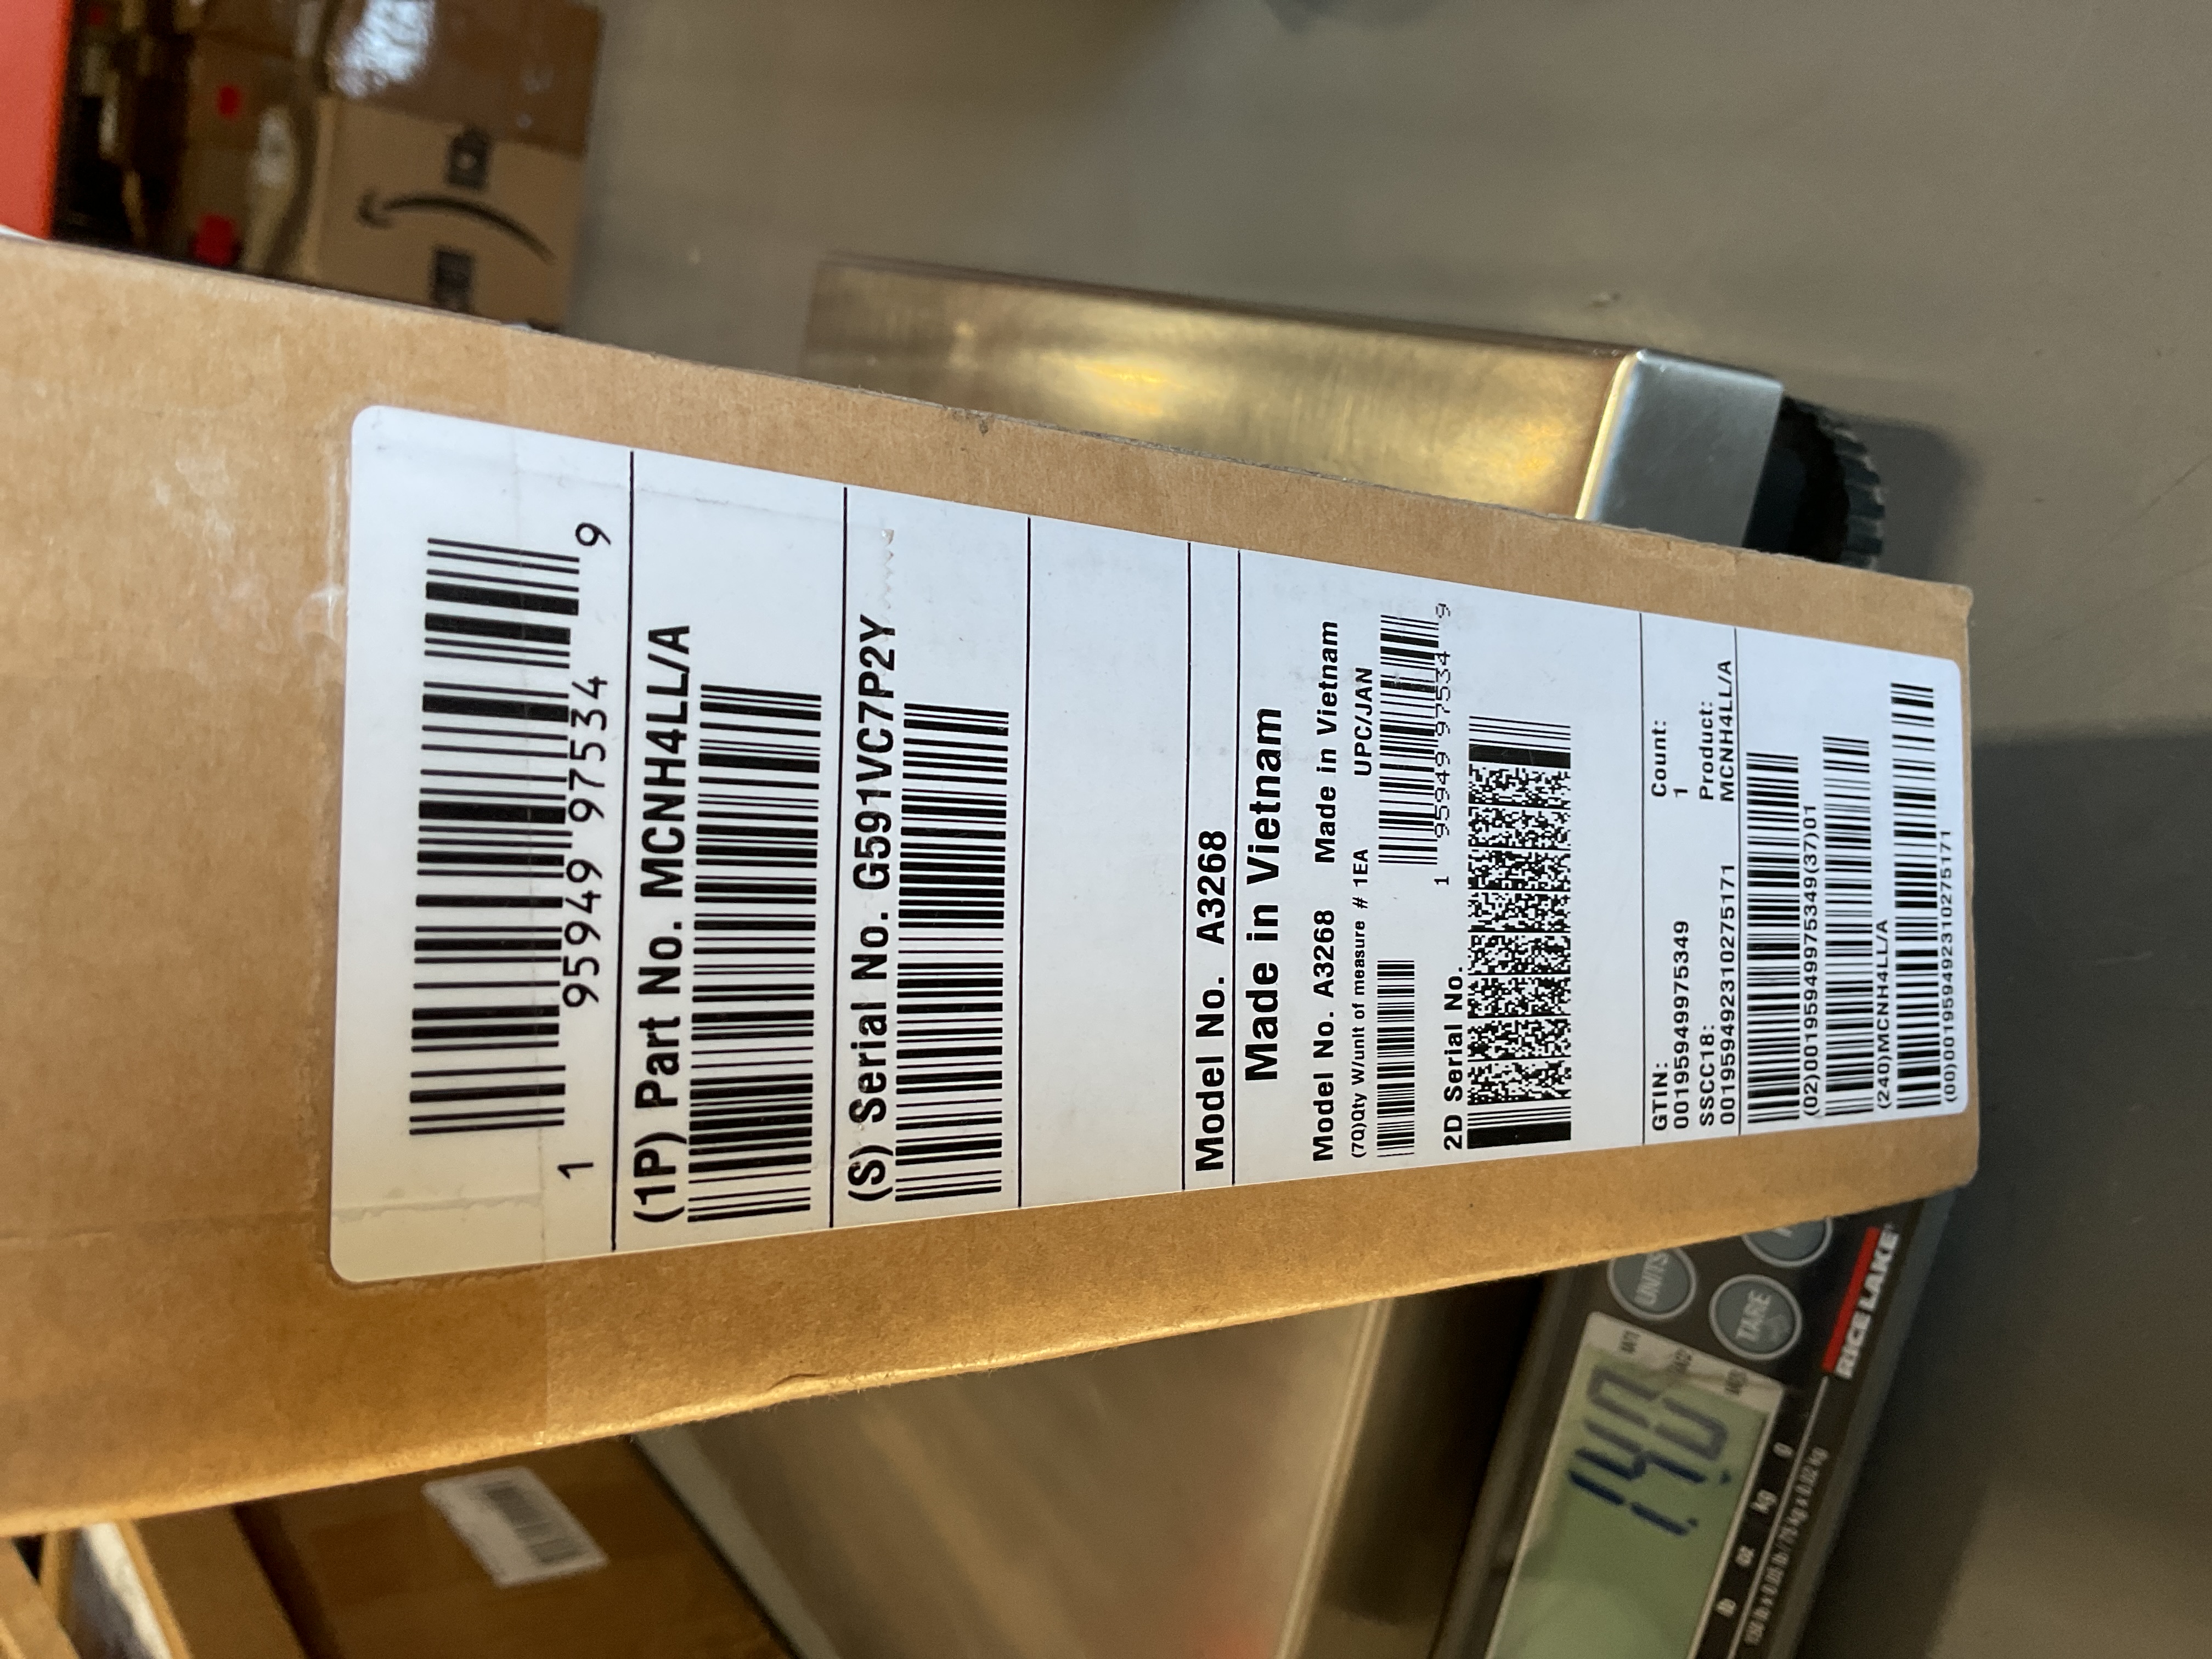 1 95949 97534 9
(1P) Part No. MCNH4LL/A
(S) Serial No. G591VC7P2Y
Model No. A3268
Made in Vietnam
Model No. A3268 Made in Vietnam
(7Q)Qty W/unit of measure # 1EA UPC/JAN
1 95949 97534 9
2D Serial No.
GTIN: Count:
00195949975349 1
SSCC18: Product:
001959492310275171 MCNH4LL/A
(02)00195949975349(37)01
(240)MCNH4LL/A
(00)001959492310275171
UNITS
TARE
RICE LAKE
lb oz kg g